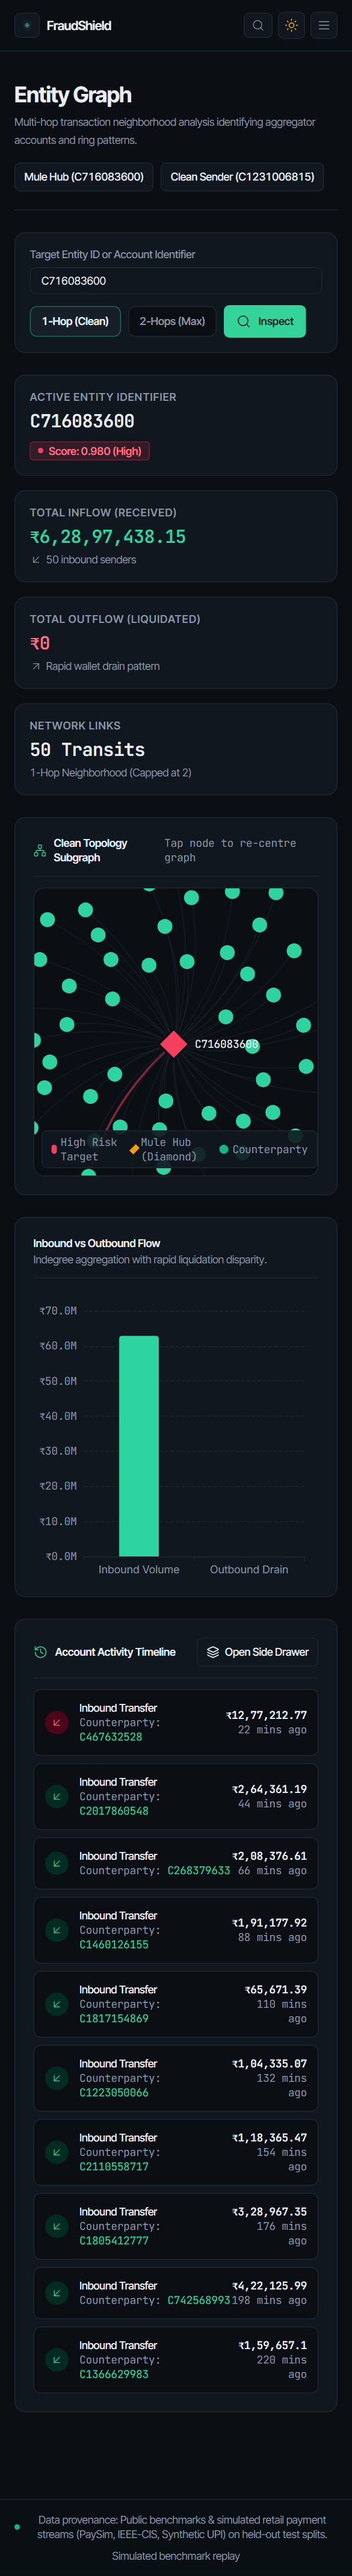 FraudShield
Entity Graph
Multi-hop transaction neighborhood analysis identifying aggregator
accounts and ring patterns.
Mule Hub (C716083600)
Clean Sender (C1231006815)
Target Entity ID or Account Identifier
C716083600
1-Hop (Clean)
2-Hops (Max)
Inspect
ACTIVE ENTITY IDENTIFIER
C716083600
Score: 0.980 (High)
TOTAL INFLOW (RECEIVED)
₹6,28,97,438.15
50 inbound senders
TOTAL OUTFLOW (LIQUIDATED)
₹0
Rapid wallet drain pattern
NETWORK LINKS
50 Transits
1-Hop Neighborhood (Capped at 2)
Clean Topology
Subgraph
Tap node to re-centre
graph
C716083600
High Risk
Target
Mule Hub
(Diamond)
Counterparty
Inbound vs Outbound Flow
Indegree aggregation with rapid liquidation disparity.
₹70.0M
₹60.0M
₹50.0M
₹40.0M
₹30.0M
₹20.0M
₹10.0M
₹0.0M
Inbound Volume
Outbound Drain
Account Activity Timeline
Open Side Drawer
Inbound Transfer
Counterparty:
C467632528
₹12,77,212.77
22 mins ago
Inbound Transfer
Counterparty:
C2017860548
₹2,64,361.19
44 mins ago
Inbound Transfer
Counterparty: C268379633
₹2,08,376.61
66 mins ago
Inbound Transfer
Counterparty:
C1460126155
₹1,91,177.92
88 mins ago
Inbound Transfer
Counterparty:
C1817154869
₹65,671.39
110 mins
ago
Inbound Transfer
Counterparty:
C1223050066
₹1,04,335.07
132 mins
ago
Inbound Transfer
Counterparty:
C2110558717
₹1,18,365.47
154 mins
ago
Inbound Transfer
Counterparty:
C1805412777
₹3,28,967.35
176 mins
ago
Inbound Transfer
Counterparty: C742568993
₹4,22,125.99
198 mins ago
Inbound Transfer
Counterparty:
C1366629983
₹1,59,657.1
220 mins
ago
Data provenance: Public benchmarks & simulated retail payment
streams (PaySim, IEEE-CIS, Synthetic UPI) on held-out test splits.
Simulated benchmark replay